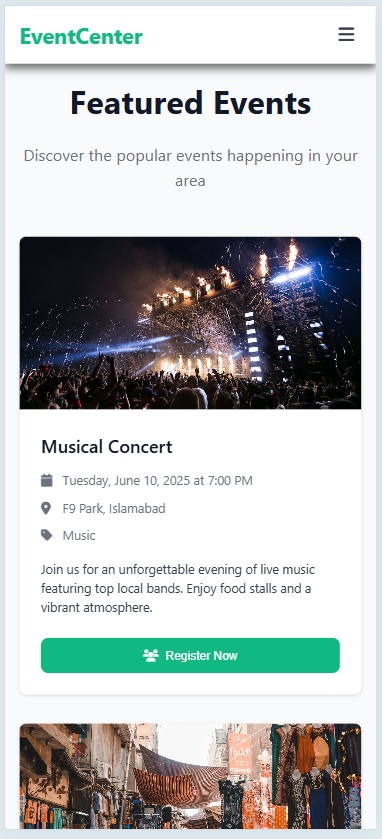 EventCenter
Featured Events
Discover the popular events happening in your
area
Musical Concert
Tuesday, June 10, 2025 at 7:00 PM
F9 Park, Islamabad
Music
Join us for an unforgettable evening of live music
featuring top local bands. Enjoy food stalls and a
vibrant atmosphere.
Register Now